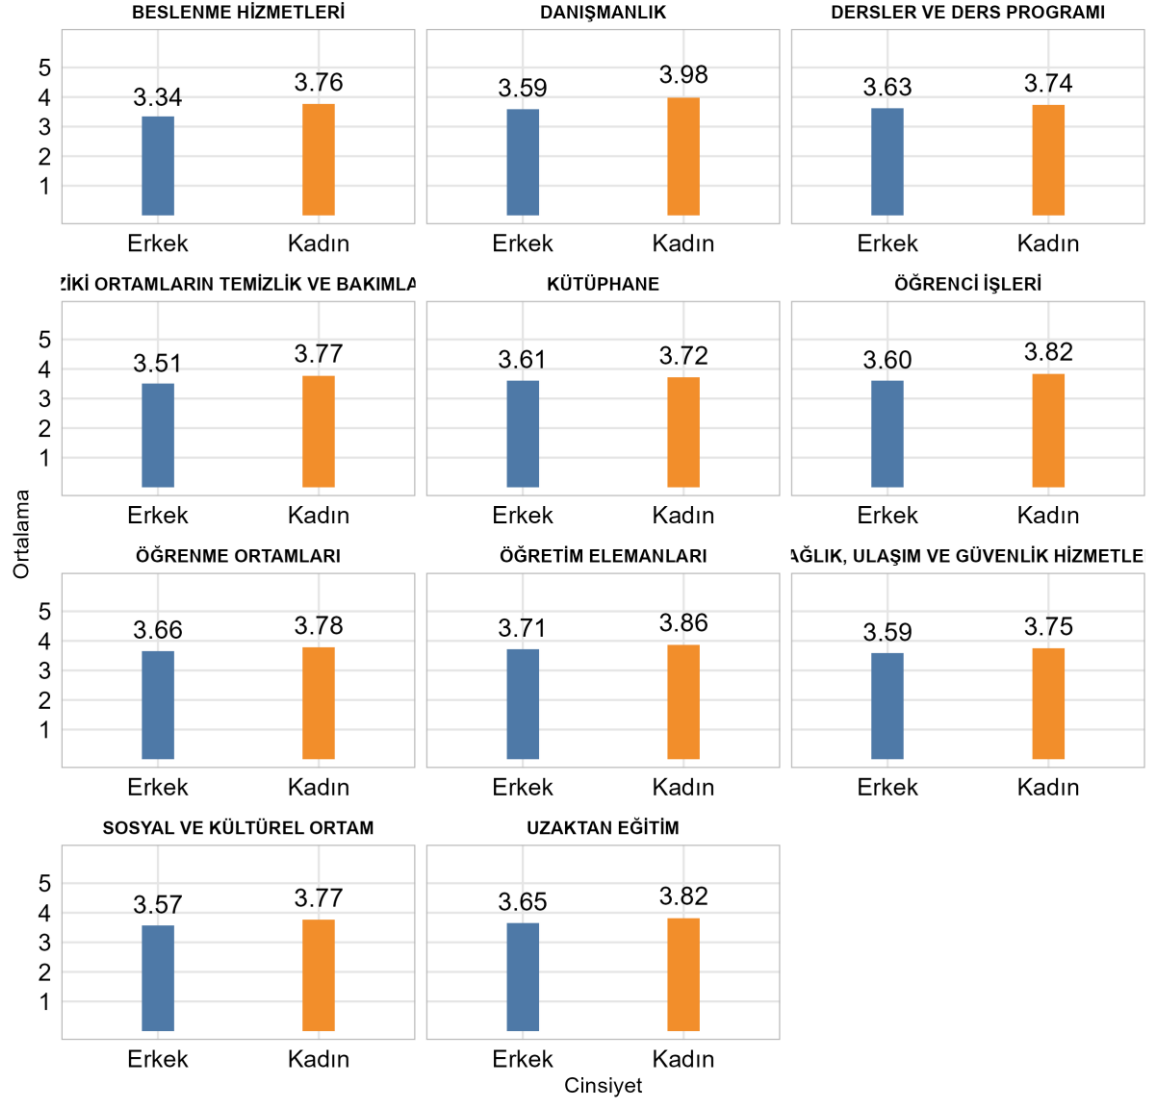 BESLENME HİZMETLERİ
DANIŞMANLIK
DERSLER VE DERS PROGRAMI
5
4
3
2
1
3.34
3.76
3.59
3.98
3.63
3.74
Erkek
Kadın
Erkek
Kadın
Erkek
Kadın
ZİKİ ORTAMLARIN TEMİZLİK VE BAKIMLA
KÜTÜPHANE
ÖĞRENCİ İŞLERİ
5
4
3
2
1
3.51
3.77
3.61
3.72
3.60
3.82
Erkek
Kadın
Erkek
Kadın
Erkek
Kadın
Ortalama
ÖĞRENME ORTAMLARI
ÖĞRETİM ELEMANLARI
AĞLIK, ULAŞIM VE GÜVENLİK HİZMETLE
5
4
3
2
1
3.66
3.78
3.71
3.86
3.59
3.75
Erkek
Kadın
Erkek
Kadın
Erkek
Kadın
SOSYAL VE KÜLTÜREL ORTAM
UZAKTAN EĞİTİM
5
4
3
2
1
3.57
3.77
3.65
3.82
Erkek
Kadın
Erkek
Kadın
Cinsiyet